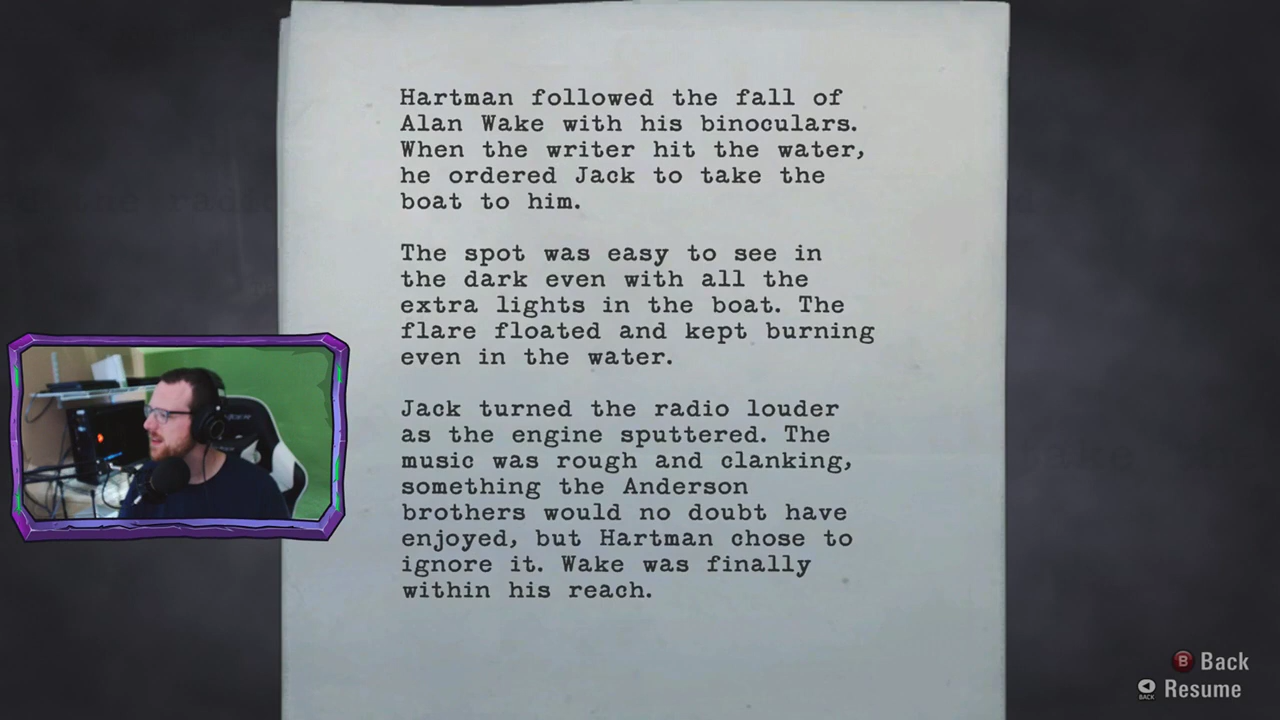 Hartman followed the fall of
Alan Wake with his binoculars.
When the writer hit the water,
he ordered Jack to take the
boat to him.
The spot was easy to see in
the dark even with all the
extra lights in the boat. The
flare floated and kept burning
even in the water.
Jack turned the radio louder
as the engine sputtered. The
music was rough and clanking,
something the Anderson
brothers would no doubt have
enjoyed, but Hartman chose to
ignore it. Wake was finally
within his reach.
B Back
BACK Resume